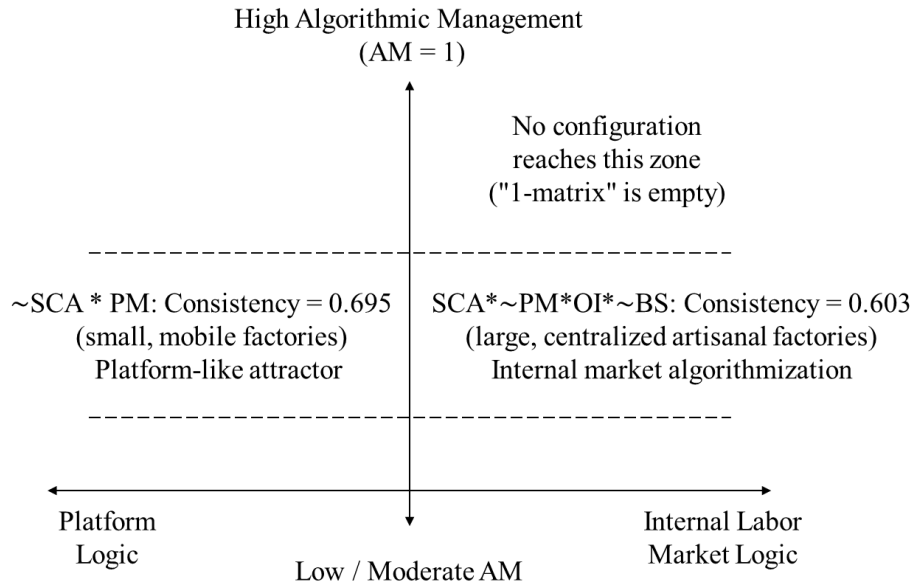 High Algorithmic Management
(AM = 1)
No configuration
reaches this zone
("1-matrix" is empty)
~SCA * PM: Consistency = 0.695
(small, mobile factories)
Platform-like attractor
SCA*~PM*OI*~BS: Consistency = 0.603
(large, centralized artisanal factories)
Internal market algorithmization
Platform
Logic
Internal Labor
Market Logic
Low / Moderate AM